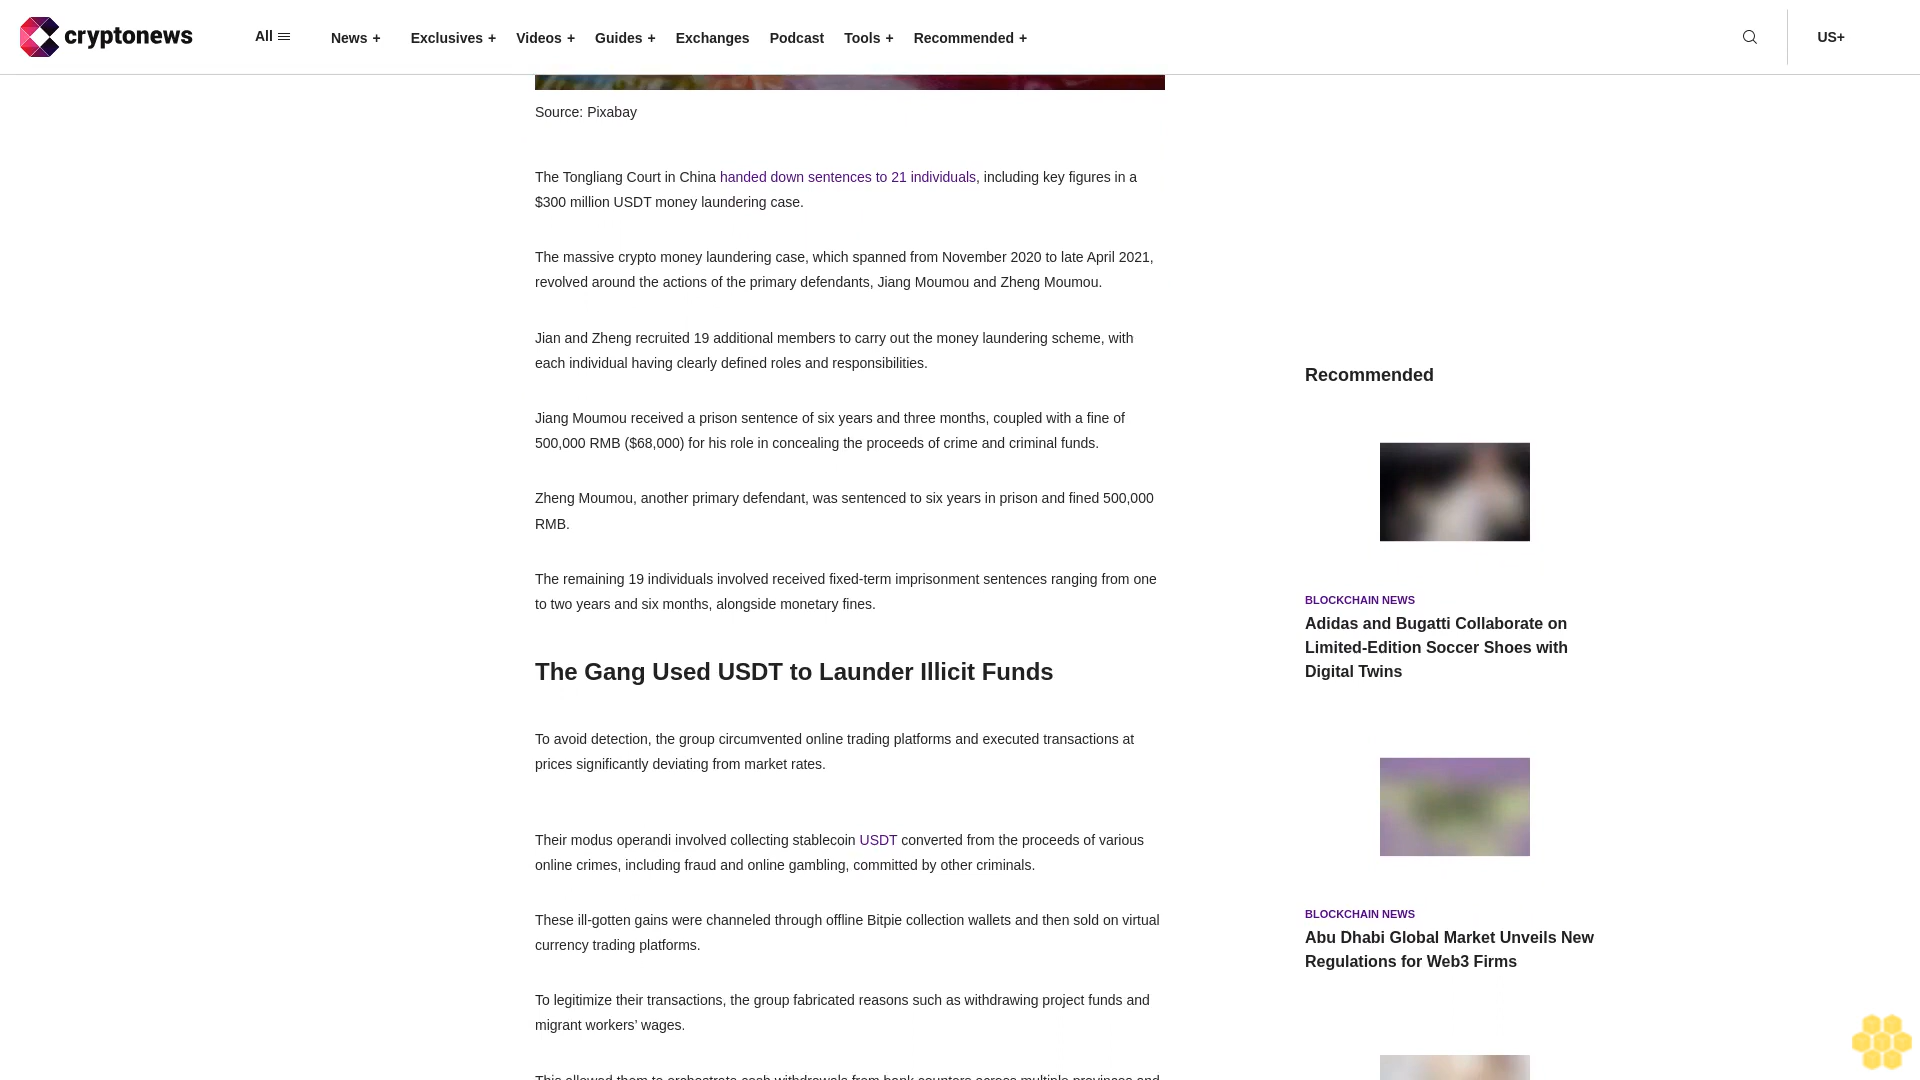 cryptonews
All
News +
Exclusives +
Videos +
Guides +
Exchanges
Podcast
Tools +
Recommended +
US+
Source: Pixabay
The Tongliang Court in China handed down sentences to 21 individuals, including key figures in a
$300 million USDT money laundering case.
The massive crypto money laundering case, which spanned from November 2020 to late April 2021,
revolved around the actions of the primary defendants, Jiang Moumou and Zheng Moumou.
Jian and Zheng recruited 19 additional members to carry out the money laundering scheme, with
each individual having clearly defined roles and responsibilities.
Jiang Moumou received a prison sentence of six years and three months, coupled with a fine of
500,000 RMB ($68,000) for his role in concealing the proceeds of crime and criminal funds.
Zheng Moumou, another primary defendant, was sentenced to six years in prison and fined 500,000
RMB.
The remaining 19 individuals involved received fixed-term imprisonment sentences ranging from one
to two years and six months, alongside monetary fines.
The Gang Used USDT to Launder Illicit Funds
To avoid detection, the group circumvented online trading platforms and executed transactions at
prices significantly deviating from market rates.
Their modus operandi involved collecting stablecoin USDT converted from the proceeds of various
online crimes, including fraud and online gambling, committed by other criminals.
These ill-gotten gains were channeled through offline Bitpie collection wallets and then sold on virtual
currency trading platforms.
To legitimize their transactions, the group fabricated reasons such as withdrawing project funds and
migrant workers’ wages.
This allowed them to orchestrate cash withdrawals from bank counters across multiple provinces and
Recommended
BLOCKCHAIN NEWS
Adidas and Bugatti Collaborate on
Limited-Edition Soccer Shoes with
Digital Twins
BLOCKCHAIN NEWS
Abu Dhabi Global Market Unveils New
Regulations for Web3 Firms